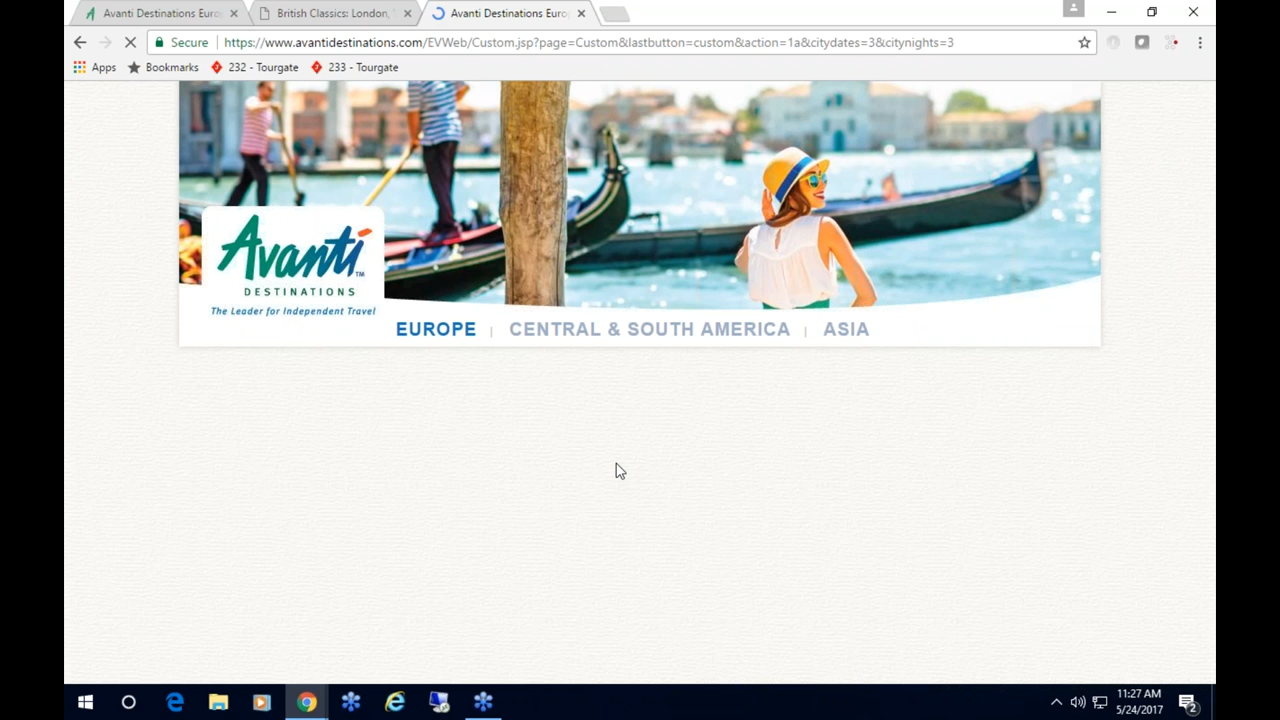 Avanti Destinations Euro
British Classics: London,
Avanti Destinations Euro
Secure
https://www.avantidestinations.com/EVWeb/Custom.jsp?page=Custom&lastbutton=custom&action=1a&citydates=3&citynights=3
Apps
Bookmarks
232 - Tourgate
233 - Tourgate
Avanti™
DESTINATIONS
The Leader for Independent Travel
EUROPE | CENTRAL & SOUTH AMERICA | ASIA
11:27 AM
5/24/2017
2